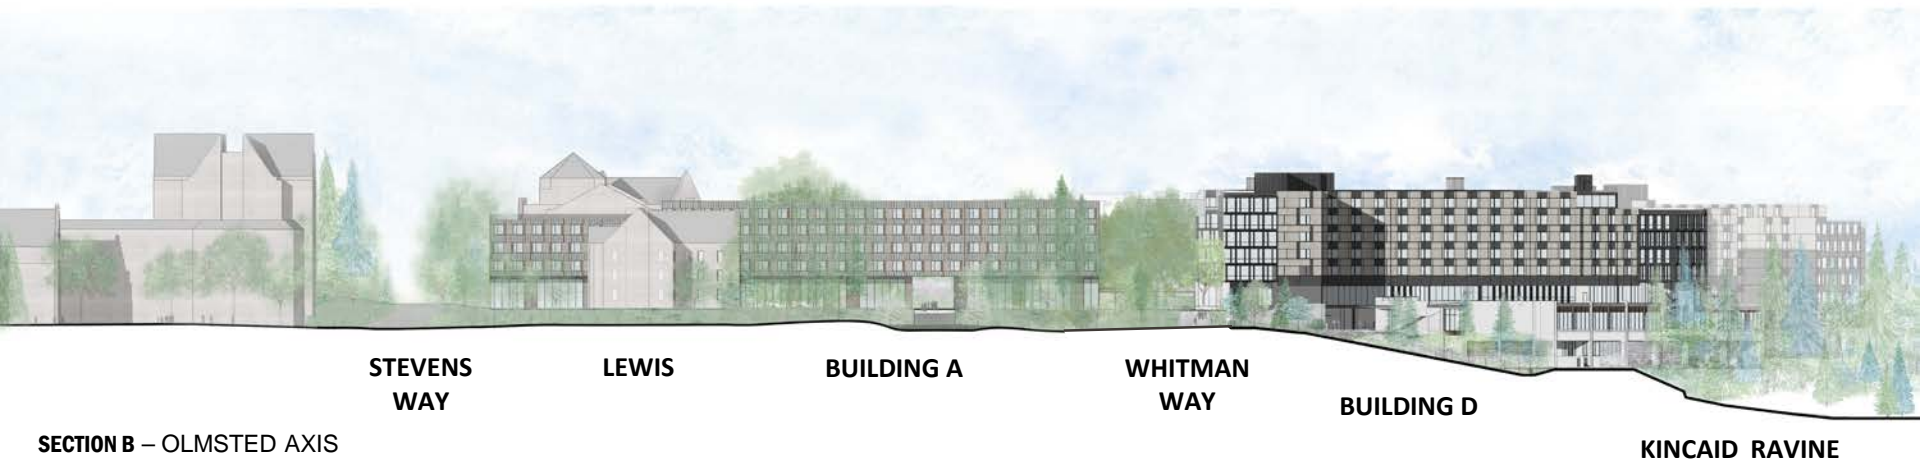 STEVENS
WAY
LEWIS
BUILDING A
WHITMAN
WAY
BUILDING D
KINCAID RAVINE
SECTION B – OLMSTED AXIS